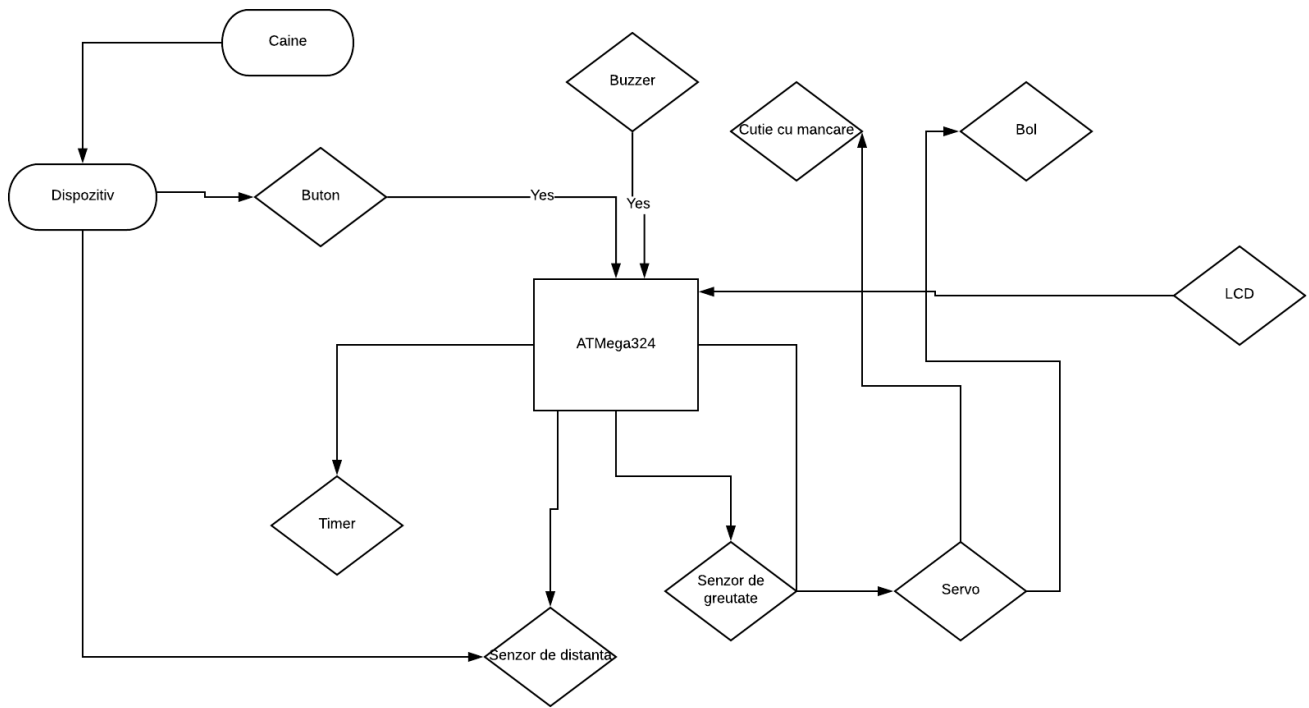 Caine
Buzzer
Cutie cu mancare
Bol
Dispozitiv
Buton
Yes
Yes
LCD
ATMega324
Timer
Senzor de
greutate
Servo
Senzor de distanta